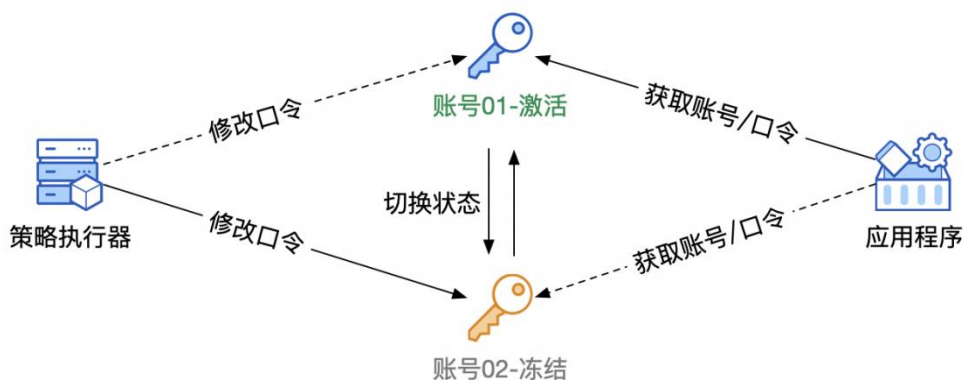 修改口令
账号01-激活
获取账号/口令
策略执行器
切换状态
应用程序
修改口令
获取账号/口令
账号02-冻结